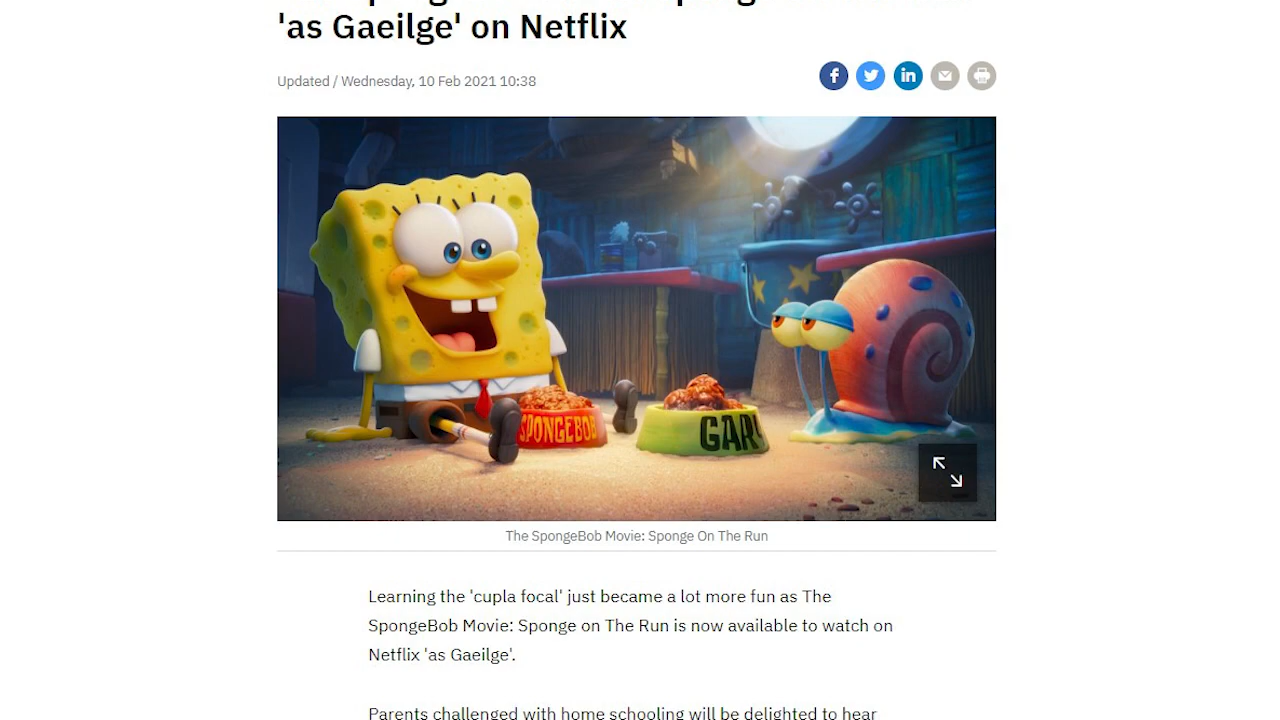 'as Gaeilge' on Netflix
Updated / Wednesday, 10 Feb 2021 10:38
SPONGEBOB
GARY
The SpongeBob Movie: Sponge On The Run
Learning the 'cupla focal' just became a lot more fun as The
SpongeBob Movie: Sponge on The Run is now available to watch on
Netflix 'as Gaeilge'.
Parents challenged with home schooling will be delighted to hear